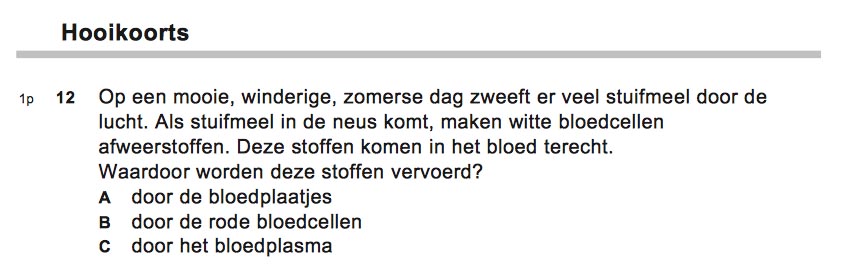 Hooikoorts
1p 12 Op een mooie, winderige, zomerse dag zweeft er veel stuifmeel door de
lucht. Als stuifmeel in de neus komt, maken witte bloedcellen
afweerstoffen. Deze stoffen komen in het bloed terecht.
Waardoor worden deze stoffen vervoerd?
A door de bloedplaatjes
B door de rode bloedcellen
C door het bloedplasma